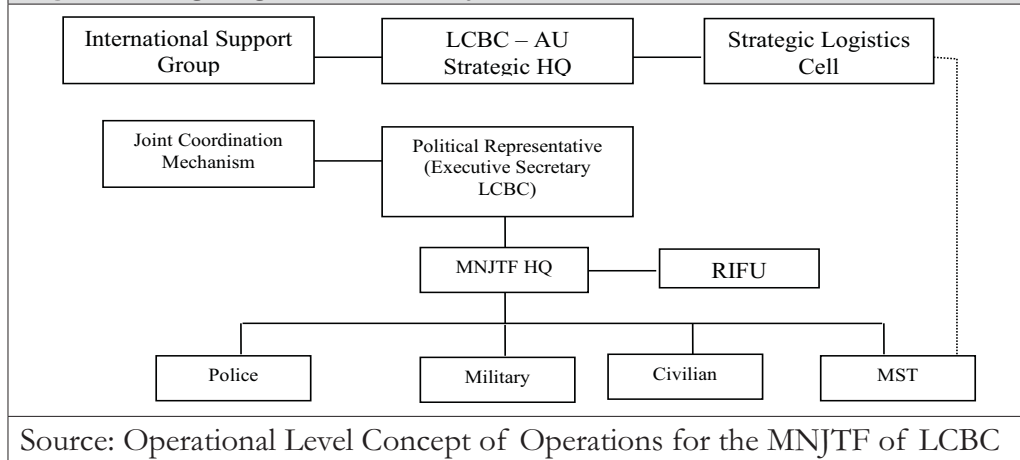 International Support
Group
LCBC – AU
Strategic HQ
Strategic Logistics
Cell
Joint Coordination
Mechanism
Political Representative
(Executive Secretary
LCBC)
MNJTF HQ
RIFU
Police
Military
Civilian
MST
Source: Operational Level Concept of Operations for the MNJTF of LCBC